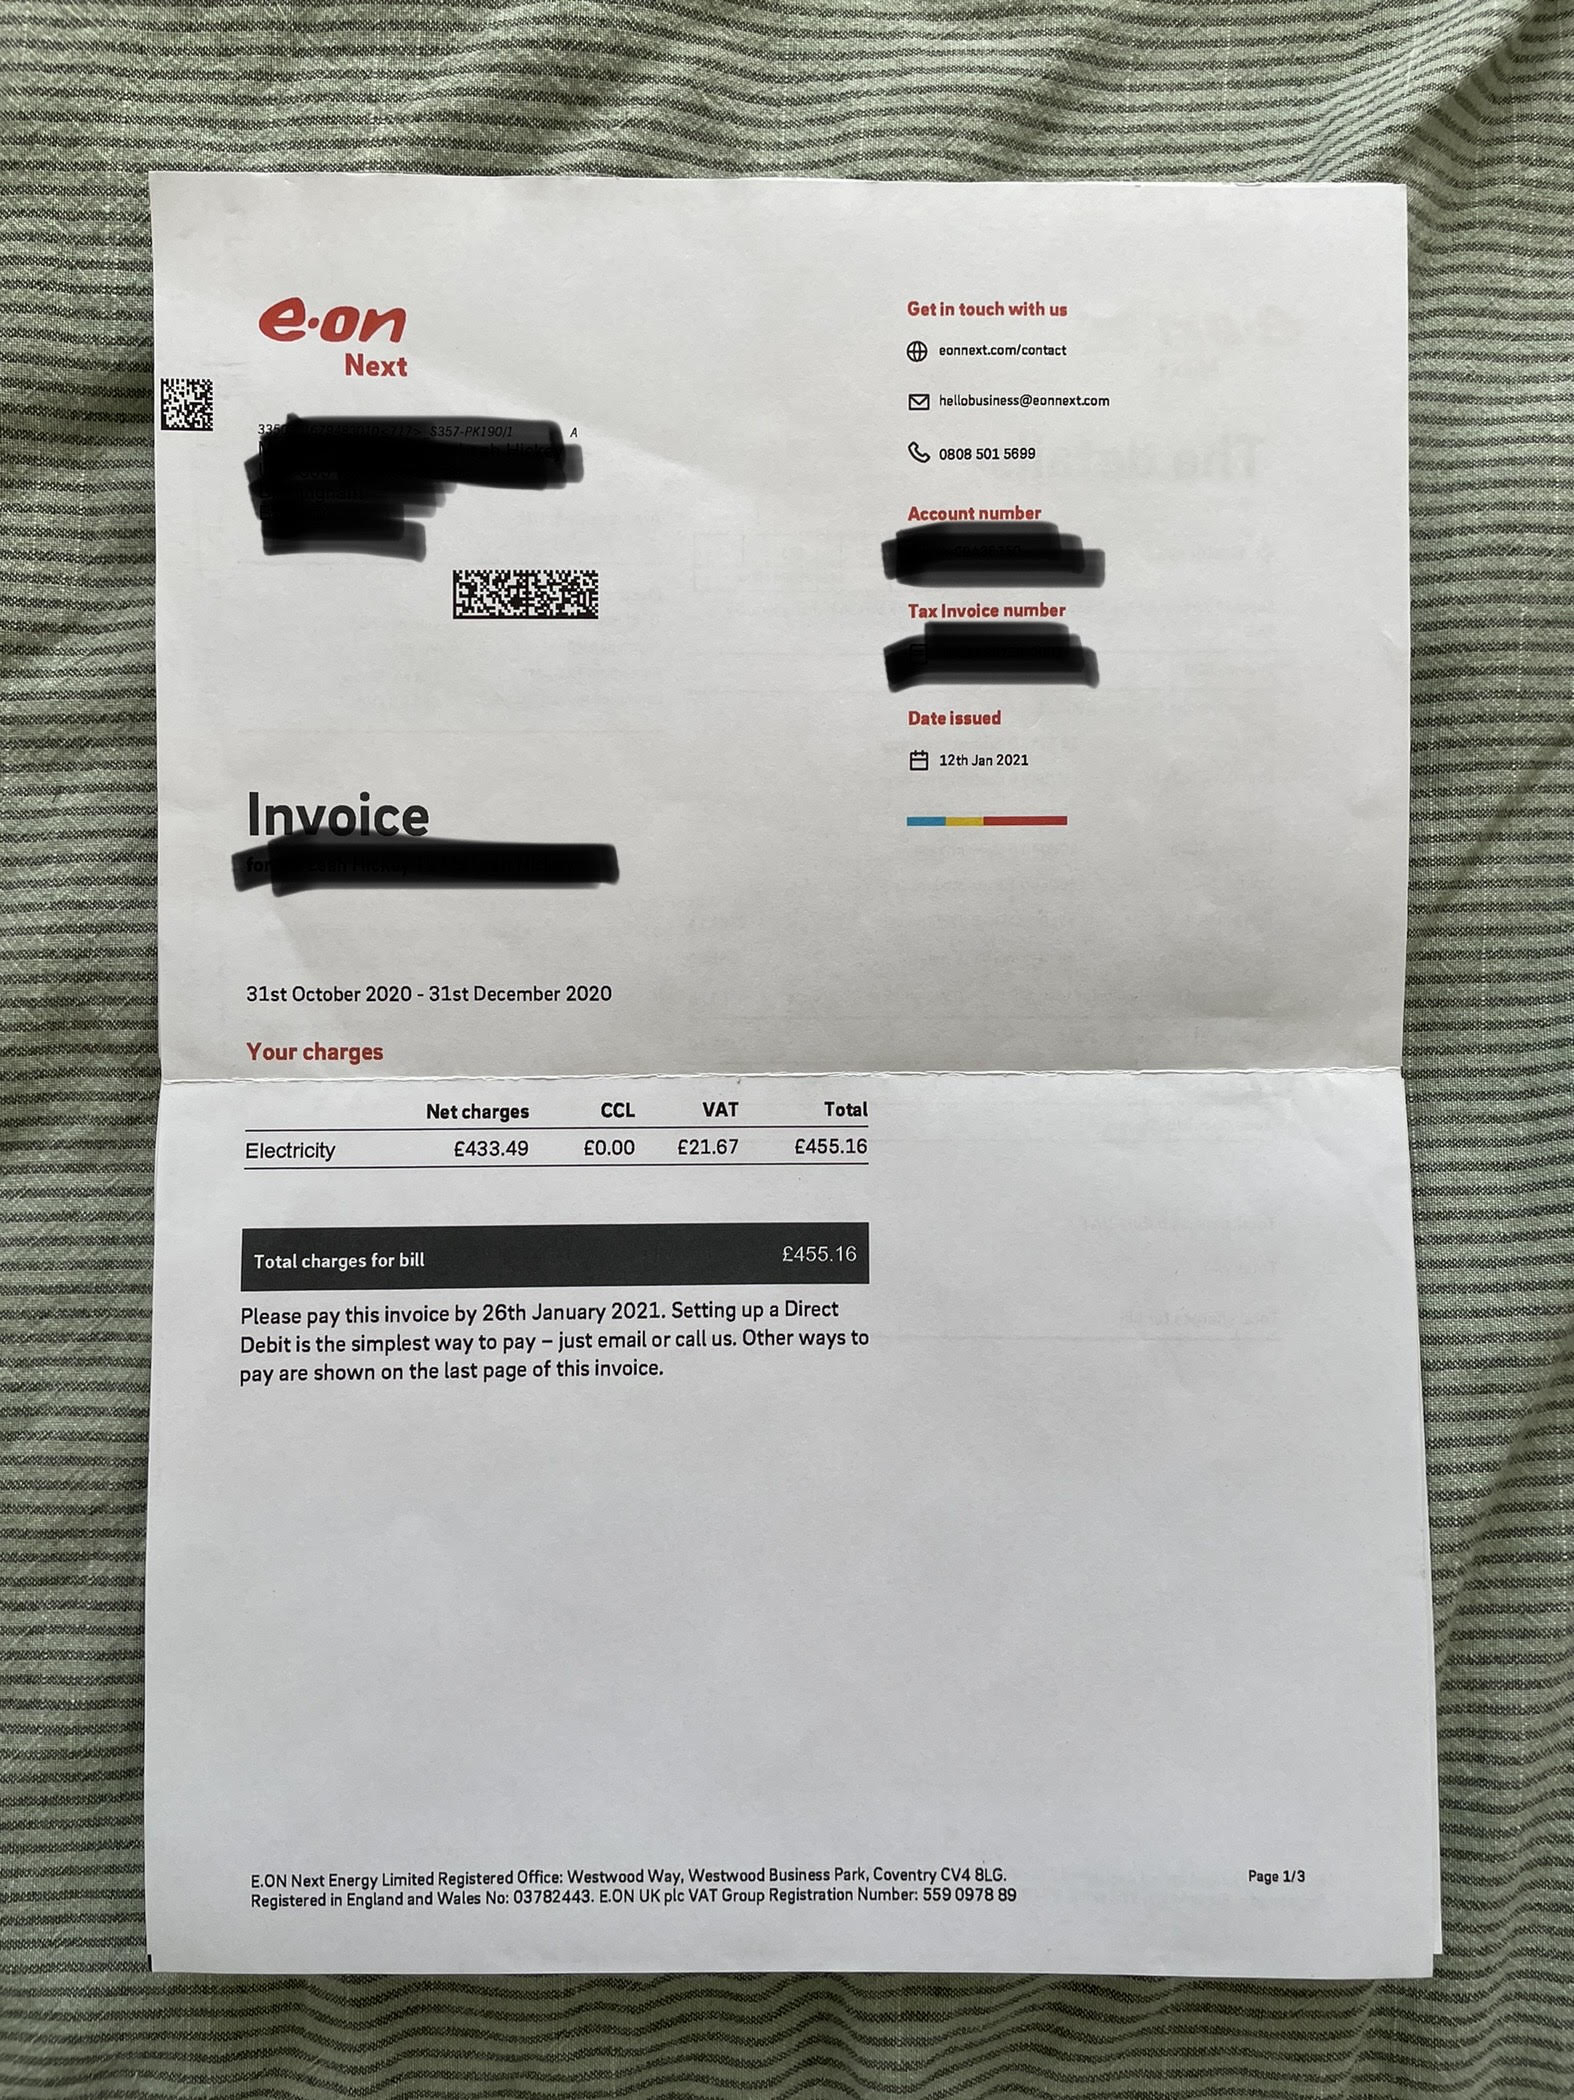 e·on
Next
S357-PK190/1 A
Invoice
31st October 2020 - 31st December 2020
Your charges
Net charges CCL VAT Total
Electricity £433.49 £0.00 £21.67 £455.16
Total charges for bill £455.16
Please pay this invoice by 26th January 2021. Setting up a Direct
Debit is the simplest way to pay – just email or call us. Other ways to
pay are shown on the last page of this invoice.
Get in touch with us
eonnext.com/contact
hellobusiness@eonnext.com
0808 501 5699
Account number
Tax Invoice number
Date issued
12th Jan 2021
E.ON Next Energy Limited Registered Office: Westwood Way, Westwood Business Park, Coventry CV4 8LG.
Registered in England and Wales No: 03782443. E.ON UK plc VAT Group Registration Number: 559 0978 89
Page 1/3